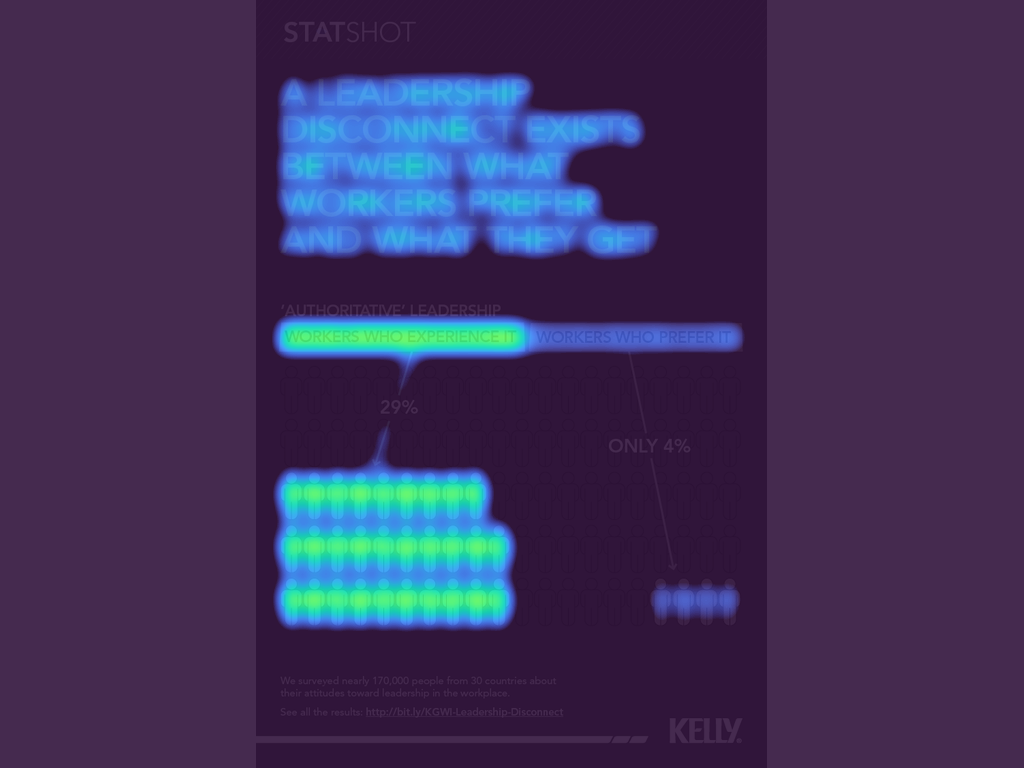 STATSHOT
A LEADERSHIP
DISCONNECT EXISTS
BETWEEN WHAT
WORKERS PREFER
AND WHAT THEY GET
'AUTHORITATIVE' LEADERSHIP
WORKERS WHO EXPERIENCE IT WORKERS WHO PREFER IT
29%
ONLY 4%
We surveyed nearly 170,000 people from 30 countries about
their attitudes toward leadership in the workplace.
See all the results: http://bit.ly/KGWI-Leadership-Disconnect
KELLY.